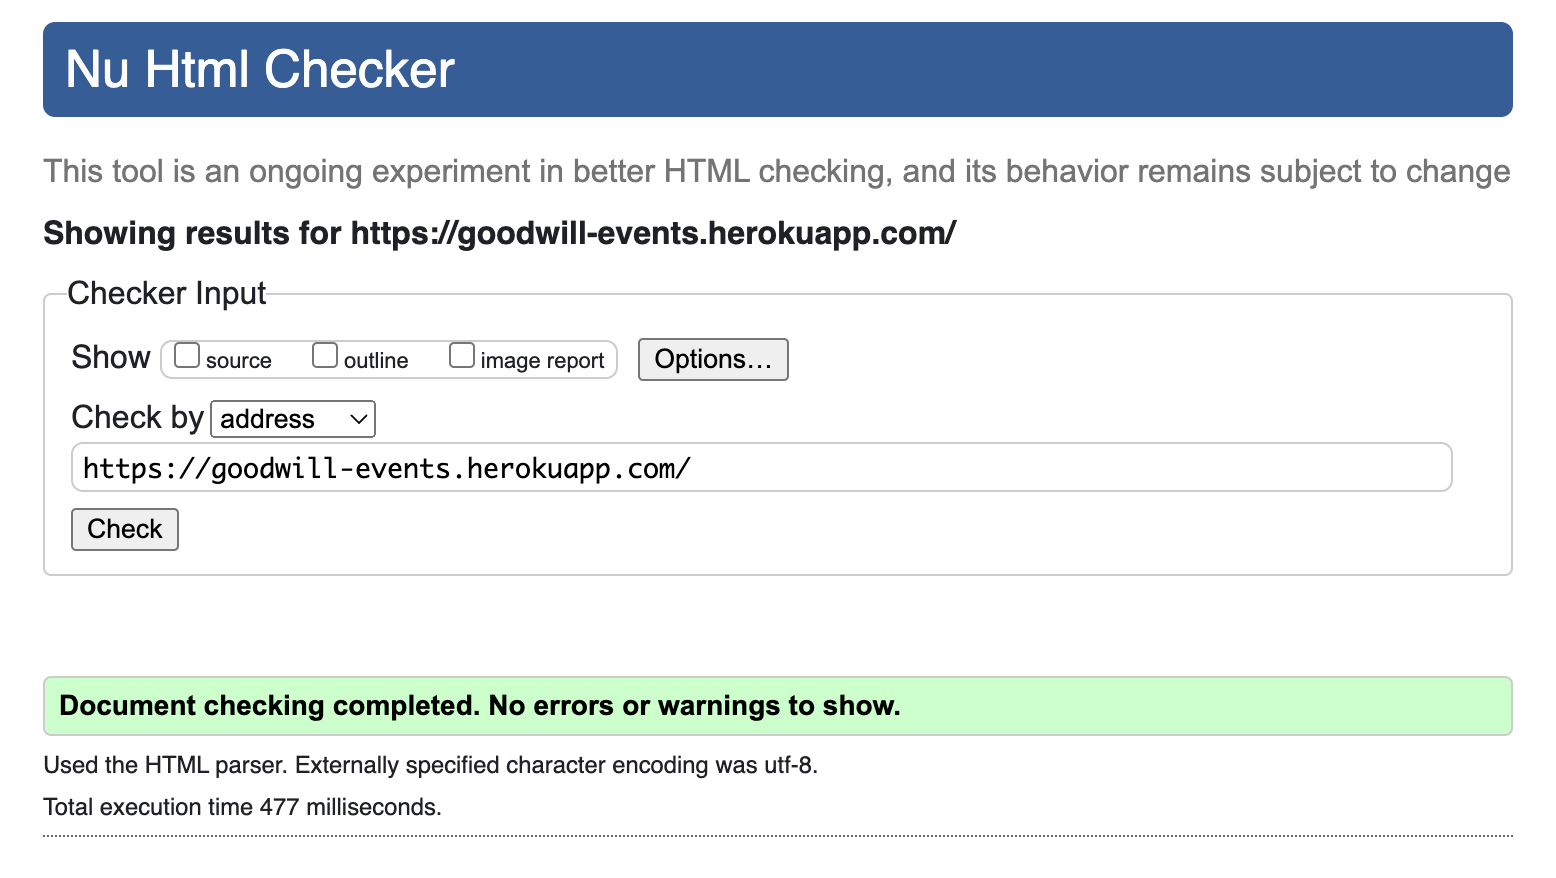 Nu Html Checker
This tool is an ongoing experiment in better HTML checking, and its behavior remains subject to change
Showing results for https://goodwill-events.herokuapp.com/
Checker Input
Show source outline image report Options…
Check by address
https://goodwill-events.herokuapp.com/
Check
Document checking completed. No errors or warnings to show.
Used the HTML parser. Externally specified character encoding was utf-8.
Total execution time 477 milliseconds.